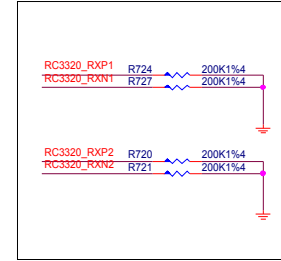 RC3320_RXP1 R724 200K1%4
RC3320_RXN1 R727 200K1%4
RC3320_RXP2 R720 200K1%4
RC3320_RXN2 R721 200K1%4